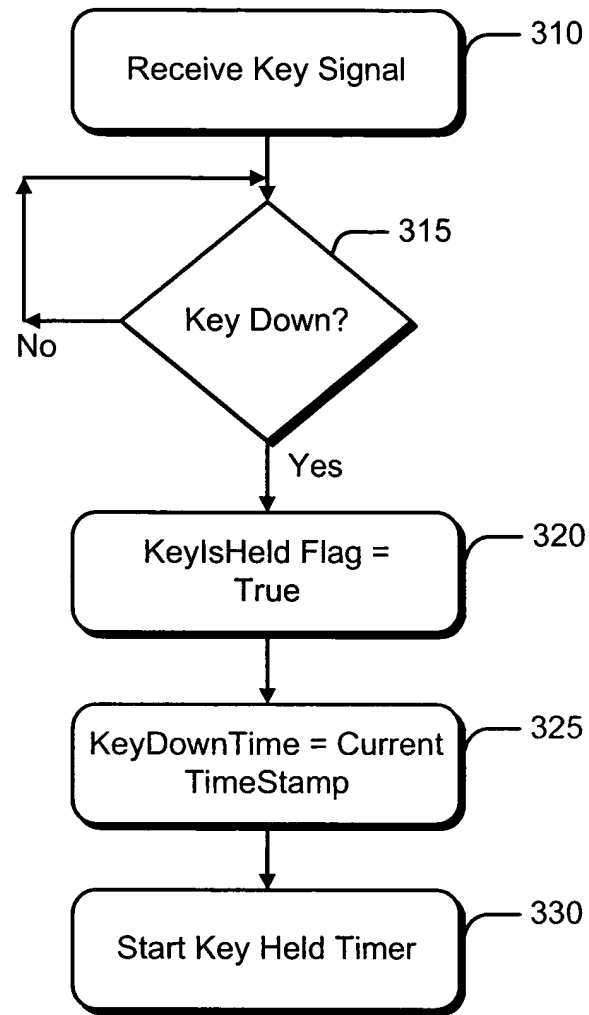 Receive Key Signal
310
315
Key Down?
No
Yes
KeyIsHeld Flag =
True
320
KeyDownTime = Current
TimeStamp
325
Start Key Held Timer
330